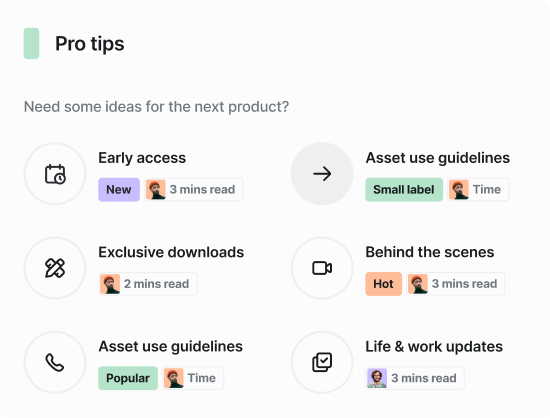 Pro tips
Need some ideas for the next product?
Early access
New 3 mins read
Asset use guidelines
Small label Time
Exclusive downloads
2 mins read
Behind the scenes
Hot 3 mins read
Asset use guidelines
Popular Time
Life & work updates
3 mins read